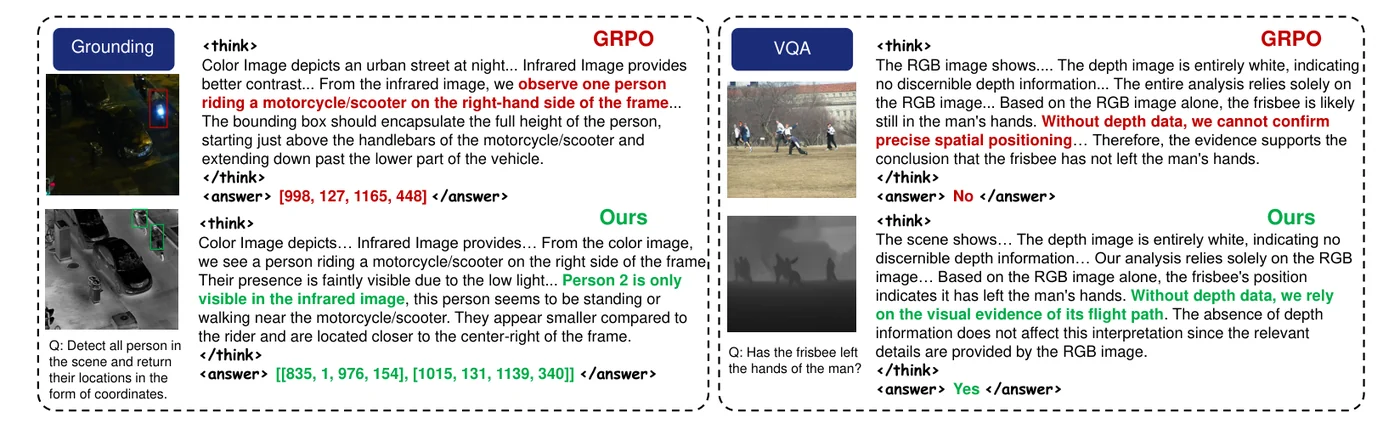 Grounding
GRPO
<think>
Color Image depicts an urban street at night... Infrared Image provides
better contrast... From the infrared image, we observe one person
riding a motorcycle/scooter on the right-hand side of the frame...
The bounding box should encapsulate the full height of the person,
starting just above the handlebars of the motorcycle/scooter and
extending down past the lower part of the vehicle.
</think>
<answer> [998, 127, 1165, 448] </answer>
Ours
<think>
Color Image depicts… Infrared Image provides… From the color image,
we see a person riding a motorcycle/scooter on the right side of the frame.
Their presence is faintly visible due to the low light... Person 2 is only
visible in the infrared image, this person seems to be standing or
walking near the motorcycle/scooter. They appear smaller compared to
the rider and are located closer to the center-right of the frame.
</think>
<answer> [[835, 1, 976, 154], [1015, 131, 1139, 340]] </answer>
Q: Detect all person in
the scene and return
their locations in the
form of coordinates.
VQA
GRPO
<think>
The RGB image shows.... The depth image is entirely white, indicating
no discernible depth information... The entire analysis relies solely on
the RGB image... Based on the RGB image alone, the frisbee is likely
still in the man's hands. Without depth data, we cannot confirm
precise spatial positioning… Therefore, the evidence supports the
conclusion that the frisbee has not left the man's hands.
</think>
<answer> No </answer>
Ours
<think>
The scene shows… The depth image is entirely white, indicating no
discernible depth information… Our analysis relies solely on the RGB
image… Based on the RGB image alone, the frisbee's position
indicates it has left the man's hands. Without depth data, we rely
on the visual evidence of its flight path. The absence of depth
information does not affect this interpretation since the relevant
details are provided by the RGB image.
</think>
<answer> Yes </answer>
Q: Has the frisbee left
the hands of the man?